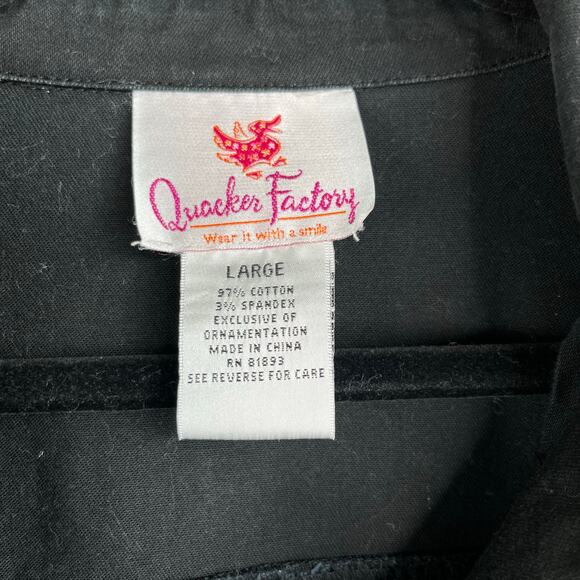 Quacker Factory
Wear it with a smile
LARGE
97% COTTON
3% SPANDEX
EXCLUSIVE OF
ORNAMENTATION
MADE IN CHINA
RN 81893
SEE REVERSE FOR CARE